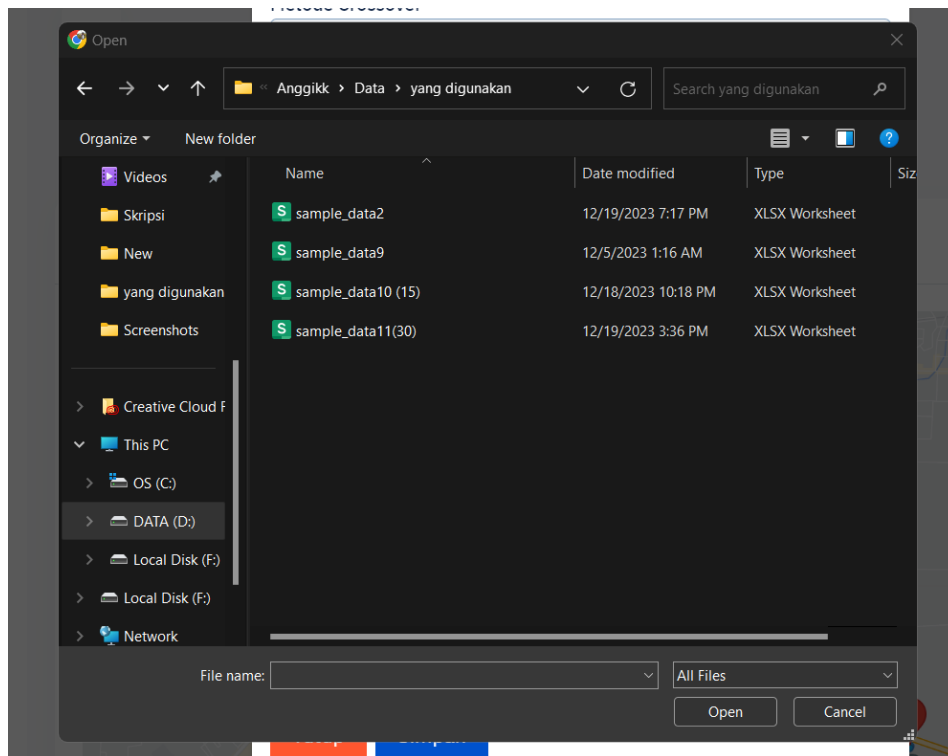 Metode Crossover
Open
« Anggikk > Data > yang digunakan
Search yang digunakan
Organize
New folder
Name
Date modified
Type
Siz
Videos
Skripsi
New
yang digunakan
Screenshots
Creative Cloud F
This PC
OS (C:)
DATA (D:)
Local Disk (F:)
Local Disk (F:)
Network
sample_data2 12/19/2023 7:17 PM XLSX Worksheet
sample_data9 12/5/2023 1:16 AM XLSX Worksheet
sample_data10 (15) 12/18/2023 10:18 PM XLSX Worksheet
sample_data11(30) 12/19/2023 3:36 PM XLSX Worksheet
File name:
All Files
Open
Cancel